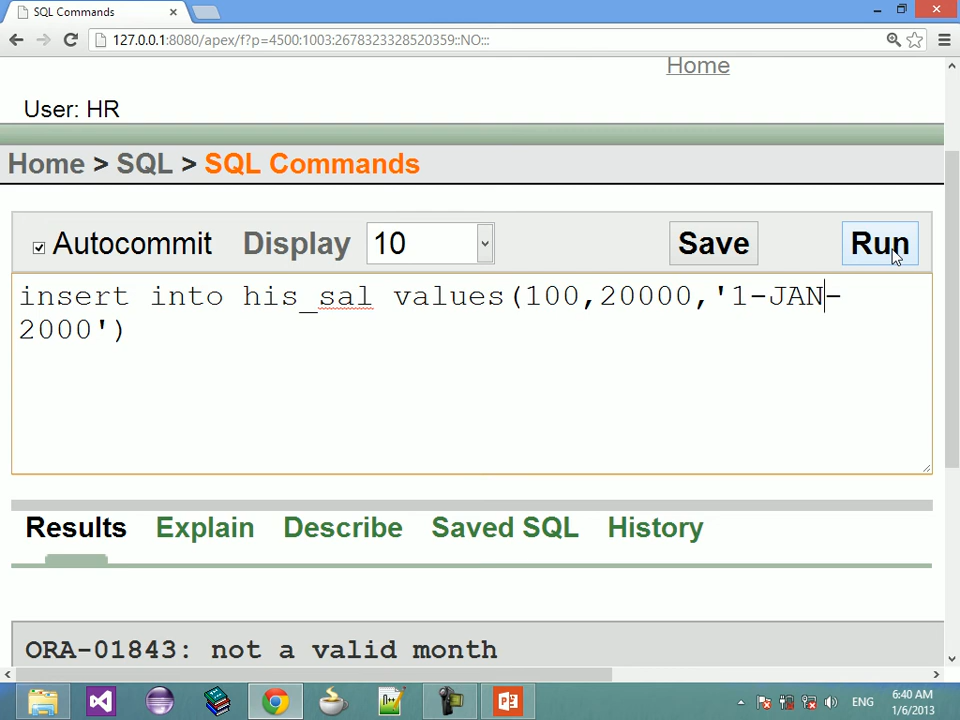 SQL Commands
127.0.0.1:8080/apex/f?p=4500:1003:2678323328520359::NO:::
Home
User: HR
Home > SQL > SQL Commands
Autocommit Display 10 Save Run
insert into his_sal values(100,20000,'1-JAN-
2000')
Results Explain Describe Saved SQL History
ORA-01843: not a valid month
ENG
6:40 AM
1/6/2013